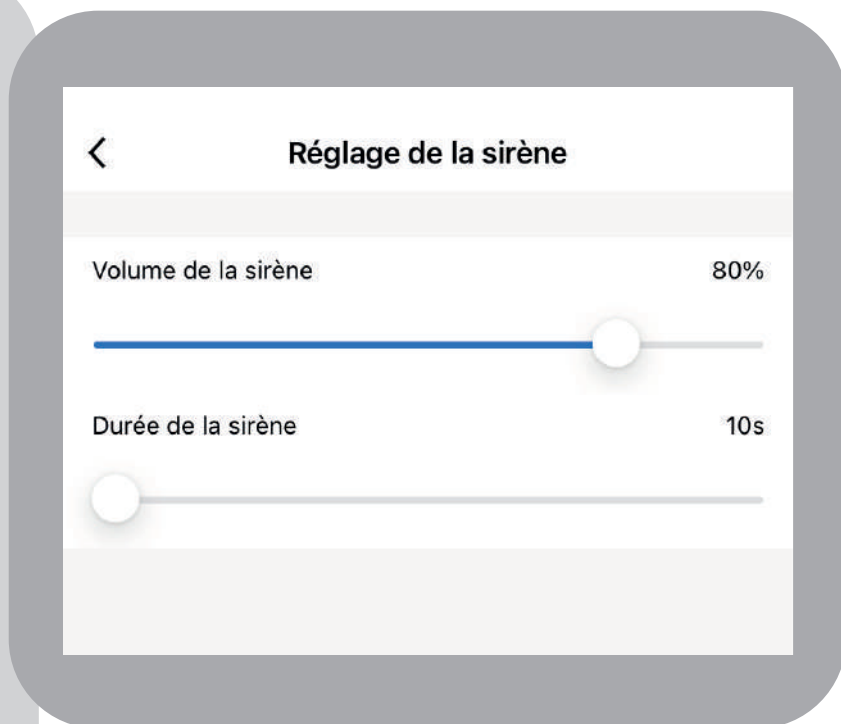 Réglage de la sirène
Volume de la sirène 80%
Durée de la sirène 10s